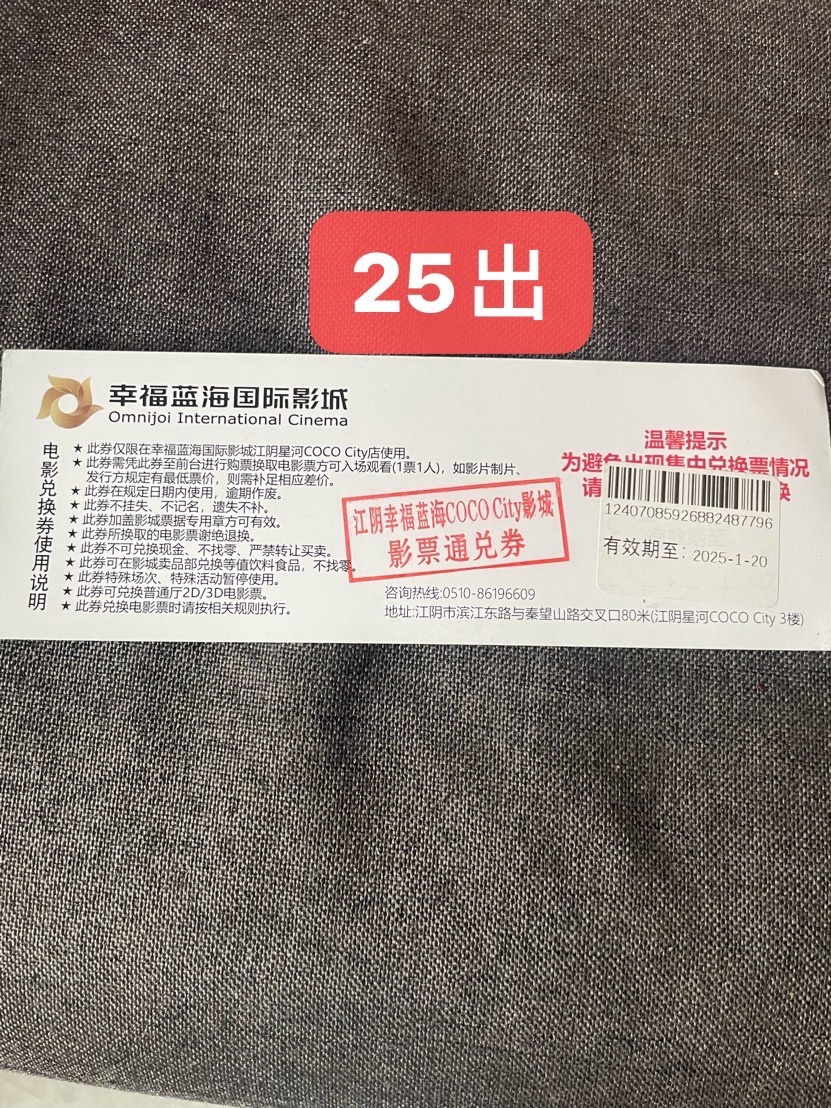 25出
幸福蓝海国际影城
Omnijoi International Cinema
电影兑换券使用说明
★ 此券仅限在幸福蓝海国际影城江阴星河COCO City店使用。
★ 此券需凭此券至前台进行购票换取电影票方可入场观看(1票1人)，如影片制片、
发行方规定有最低票价，则需补足相应差价。
★ 此券在规定日期内使用，逾期作废。
★ 此券不挂失、不记名，遗失不补。
★ 此券加盖影城票据专用章方可有效。
★ 此券所换取的电影票谢绝退换。
★ 此券不可兑换现金、不找零、严禁转让买卖。
★ 此券可在影城卖品部兑换等值饮料食品，不找零。
★ 此券特殊场次、特殊活动暂停使用。
★ 此券可兑换普通厅2D/3D电影票。
★ 此券兑换电影票时请按相关规则执行。
江阴幸福蓝海COCO City影城
影票通兑券
咨询热线:0510-86196609
地址:江阴市滨江东路与秦望山路交叉口80米(江阴星河COCO City 3楼)
温馨提示
为避免出现集中兑换票情况
请
换
12407085926882487796
有效期至: 2025-1-20